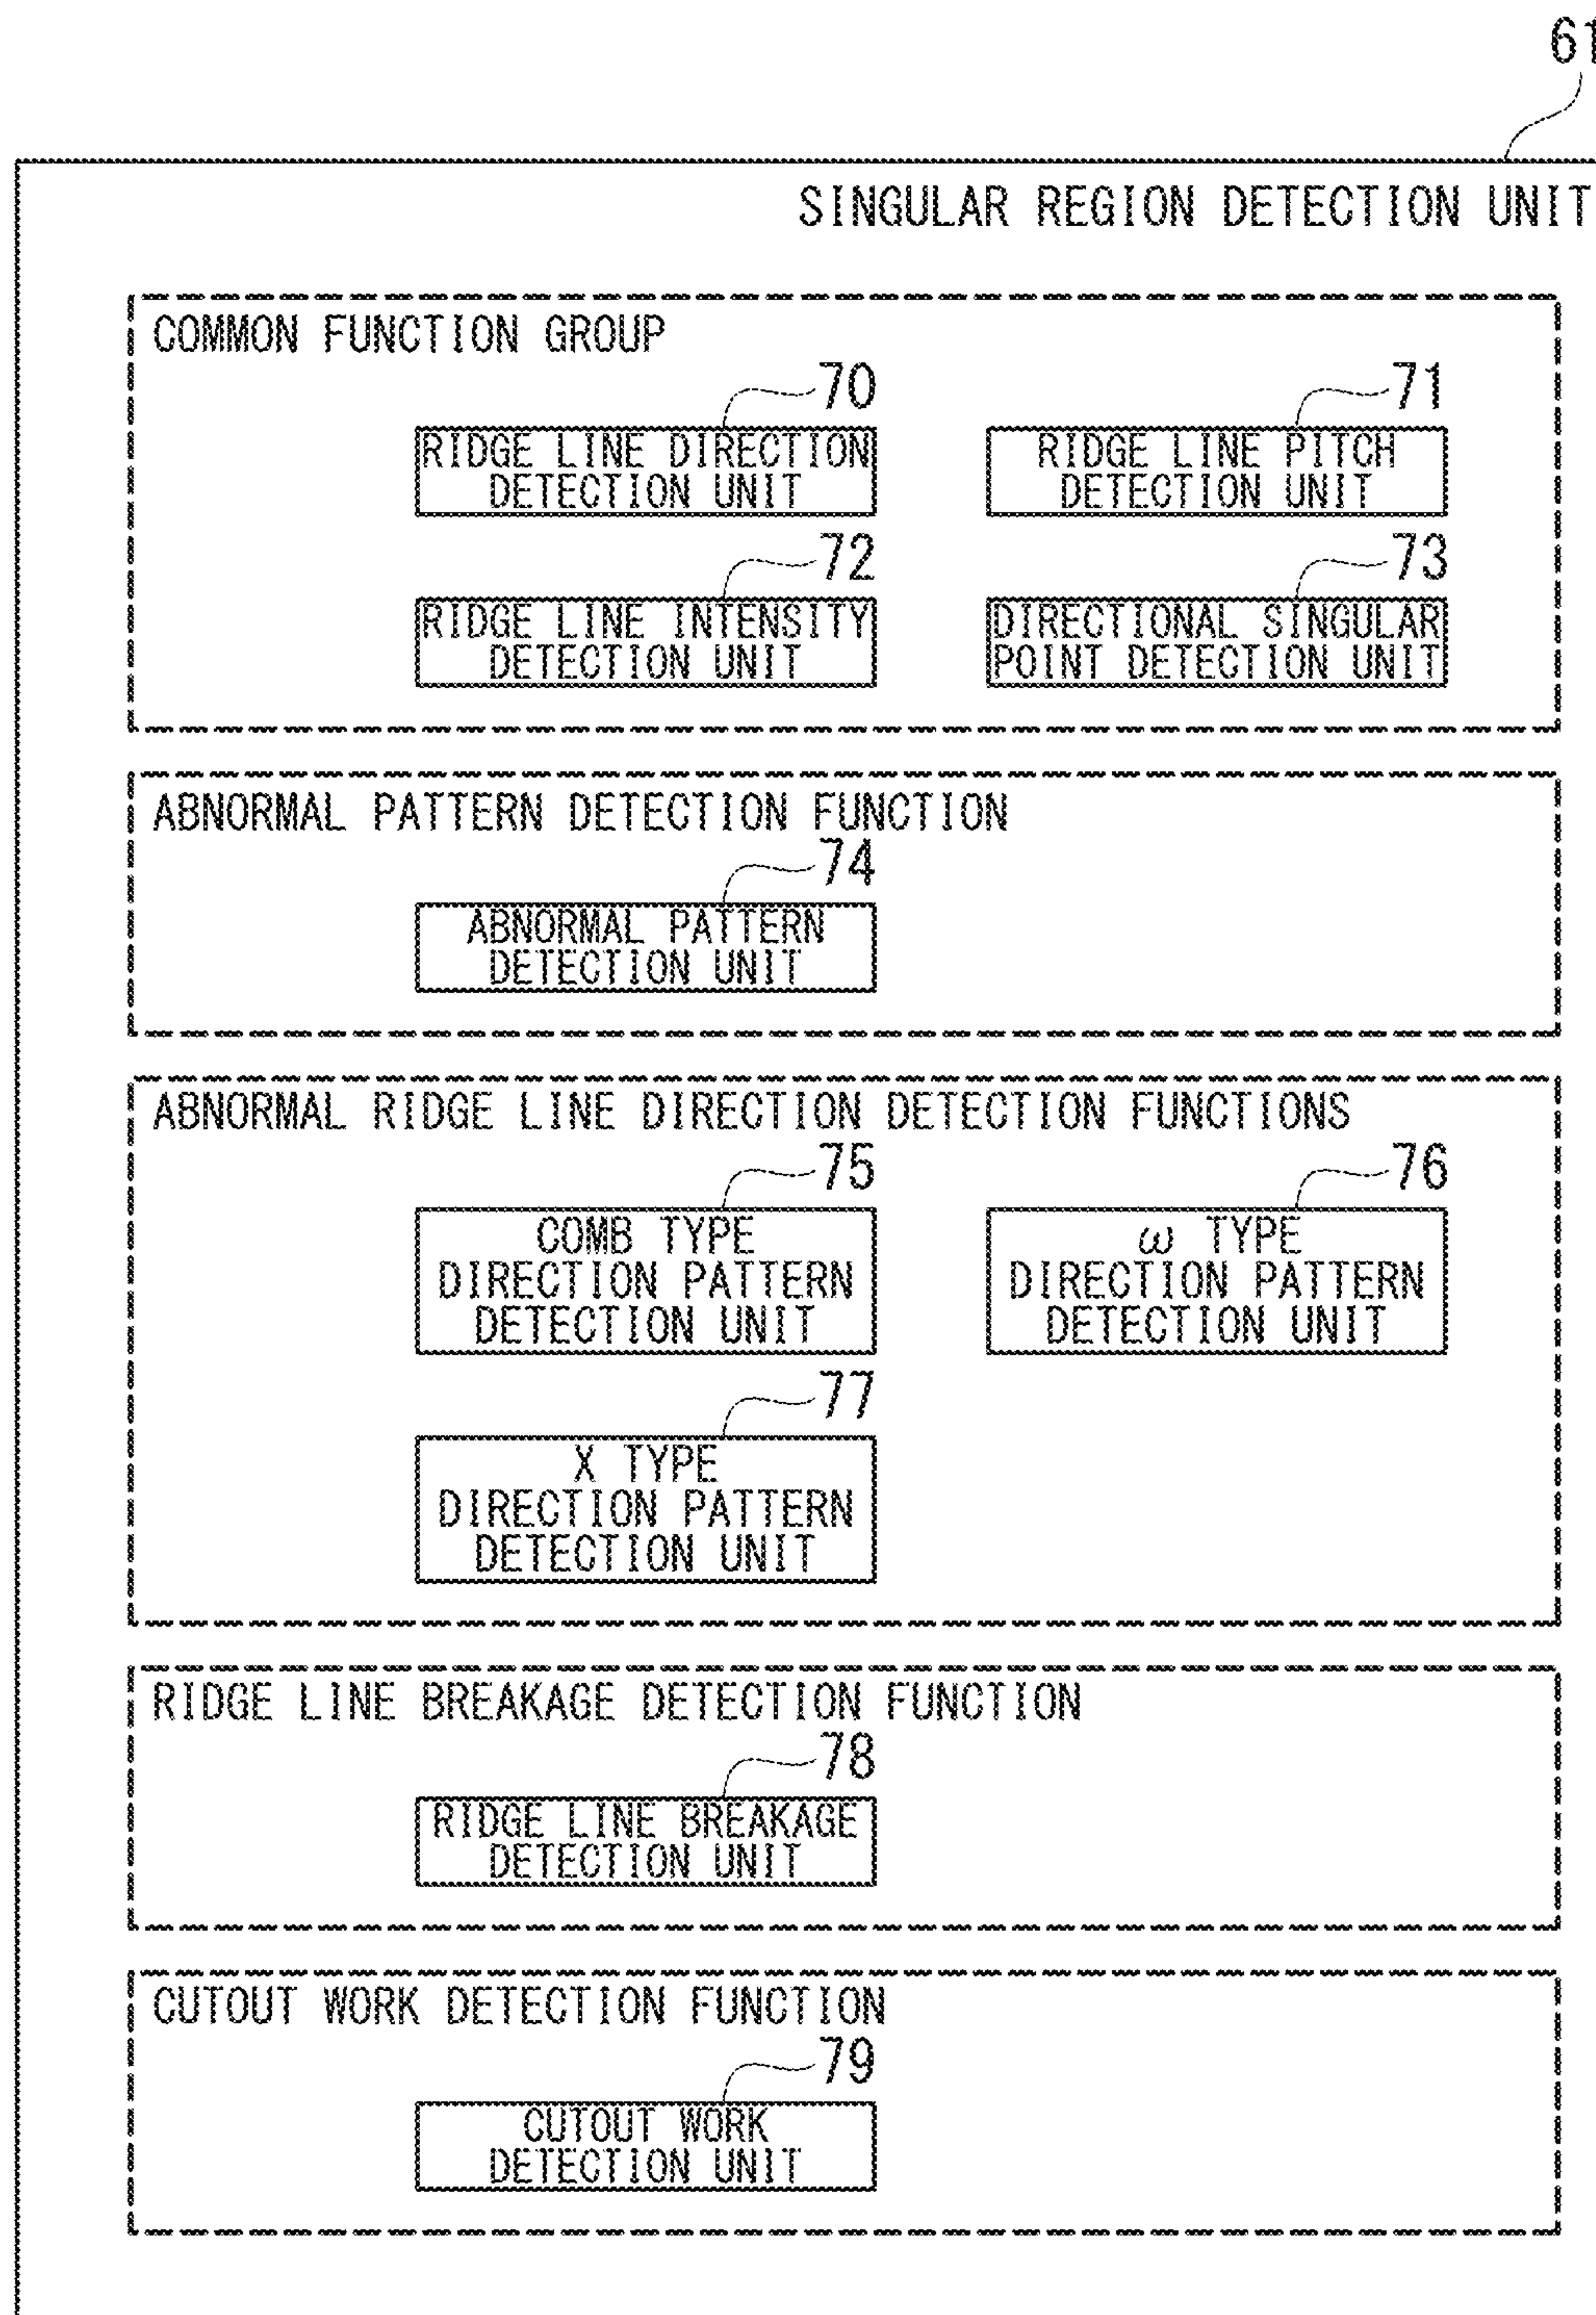 61
SINGULAR REGION DETECTION UNIT
COMMON FUNCTION GROUP
70
71
RIDGE LINE DIRECTION
DETECTION UNIT
RIDGE LINE PITCH
DETECTION UNIT
72
73
RIDGE LINE INTENSITY
DETECTION UNIT
DIRECTIONAL SINGULAR
POINT DETECTION UNIT
ABNORMAL PATTERN DETECTION FUNCTION
74
ABNORMAL PATTERN
DETECTION UNIT
ABNORMAL RIDGE LINE DIRECTION DETECTION FUNCTIONS
75
76
COMB TYPE
DIRECTION PATTERN
DETECTION UNIT
ω TYPE
DIRECTION PATTERN
DETECTION UNIT
77
X TYPE
DIRECTION PATTERN
DETECTION UNIT
RIDGE LINE BREAKAGE DETECTION FUNCTION
78
RIDGE LINE BREAKAGE
DETECTION UNIT
CUTOUT WORK DETECTION FUNCTION
79
CUTOUT WORK
DETECTION UNIT